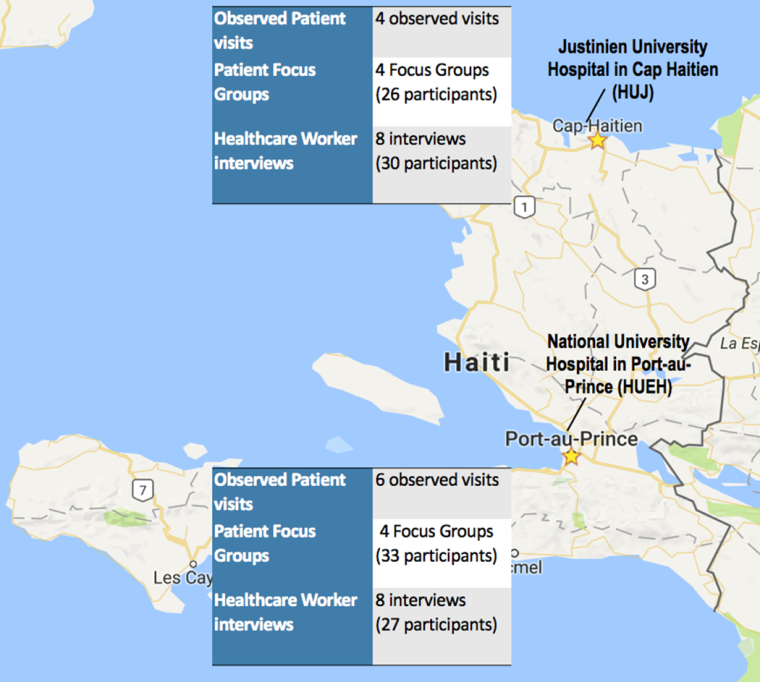 Observed Patient
visits
4 observed visits
Patient Focus
Groups
4 Focus Groups
(26 participants)
Healthcare Worker
interviews
8 interviews
(30 participants)
Justinien University
Hospital in Cap Haitien
(HUJ)
Cap-Haitien
1
3
La Esp
Haiti
National University
Hospital in Port-au-
Prince (HUEH)
Port-au-Prince
7
Les Cay
mel
Observed Patient
visits
6 observed visits
Patient Focus
Groups
4 Focus Groups
(33 participants)
Healthcare Worker
interviews
8 interviews
(27 participants)